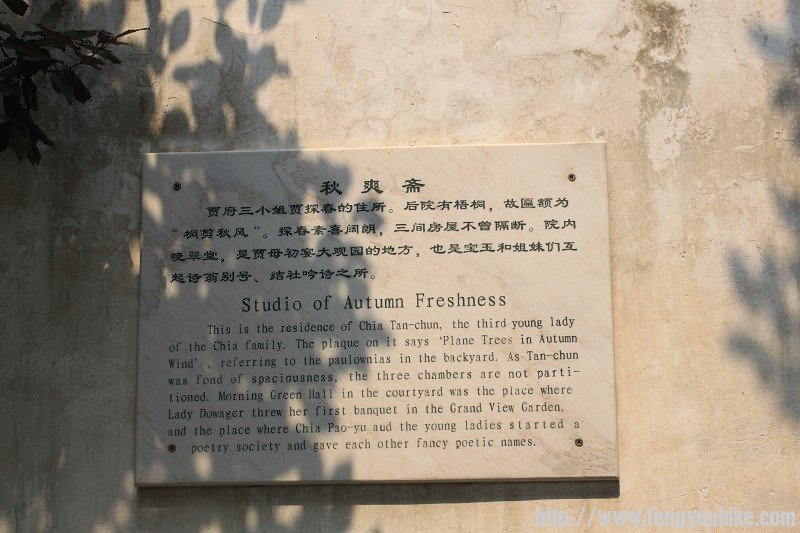 秋爽斋
贾府三小姐贾探春的住所。后院有梧桐，故匾额为
“桐剪秋风”。探春素喜阔朗，三间房屋不曾隔断。院内
晓翠堂，是贾母初宴大观园的地方，也是宝玉和姐妹们互
起诗翁别号、结社吟诗之所。
Studio of Autumn Freshness
This is the residence of Chia Tan-chun, the third young lady
of the Chia family. The plaque on it says ‘Plane Trees in Autumn
Wind’, referring to the paulownias in the backyard. As Tan-chun
was fond of spaciousness, the three chambers are not parti-
tioned. Morning Green Hall in the courtyard was the place where
Lady Dowager threw her first banquet in the Grand View Garden,
and the place where Chia Pao-yu and the young ladies started a
poetry society and gave each other fancy poetic names.
http://www.fengyunbike.com/